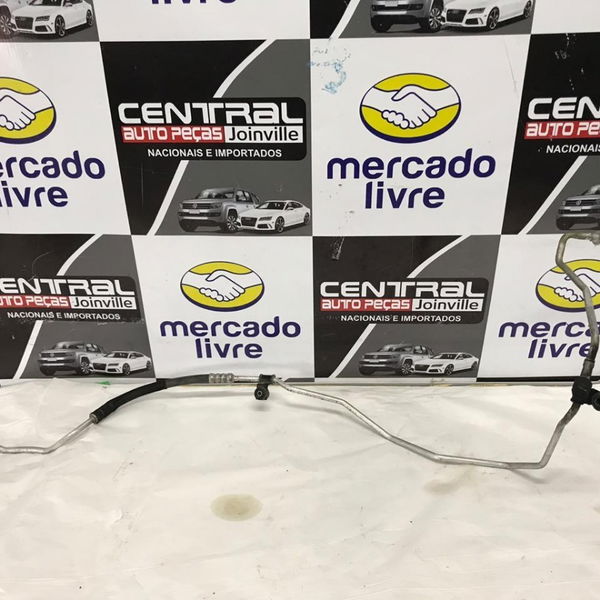 mercado
CENTRAL
AUTO PEÇAS Joinville
NACIONAIS E IMPORTADOS
mercado
livre
CENTRAL
AUTO PEÇAS Joinville
NACIONAIS E IMPORTADOS
mercado
livre
CENTRAL
AUTO PEÇAS Joinville
NACIONAIS E IMPORTADOS
mercado
livre